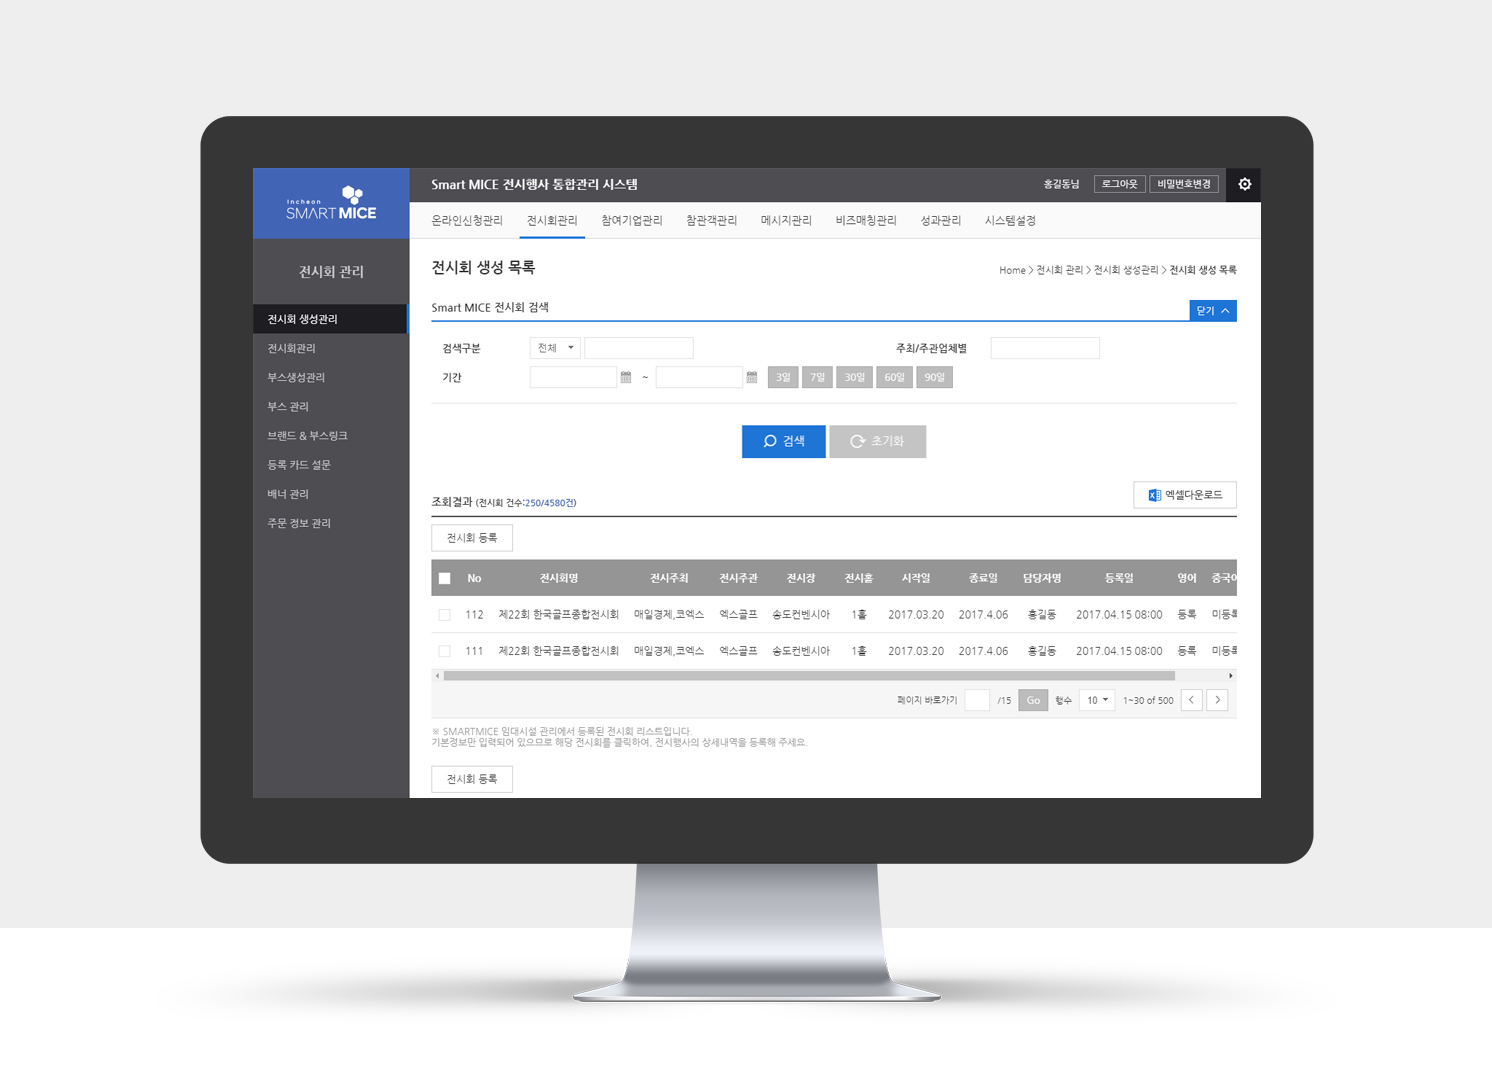 Incheon
SMART MICE
Smart MICE 전시행사 통합관리 시스템
홍길동님 로그아웃 비밀번호변경
온라인신청관리 전시회관리 참여기업관리 참관객관리 메시지관리 비즈매칭관리 성과관리 시스템설정
전시회 관리
전시회 생성관리
전시회관리
부스생성관리
부스 관리
브랜드 & 부스링크
등록 카드 설문
배너 관리
주문 정보 관리
전시회 생성 목록
Home > 전시회 관리 > 전시회 생성관리 > 전시회 생성 목록
Smart MICE 전시회 검색
닫기
검색구분 전체 주최/주관업체별
기간 ~ 3일 7일 30일 60일 90일
검색 초기화
조회결과 (전시회 건수:250/4580건)
엑셀다운로드
전시회 등록
No 전시회명 전시주최 전시주관 전시장 전시홀 시작일 종료일 담당자명 등록일 영어 중국어
112 제22회 한국골프종합전시회 매일경제,코엑스 엑스골프 송도컨벤시아 1홀 2017.03.20 2017.4.06 홍길동 2017.04.15 08:00 등록 미등록
111 제22회 한국골프종합전시회 매일경제,코엑스 엑스골프 송도컨벤시아 1홀 2017.03.20 2017.4.06 홍길동 2017.04.15 08:00 등록 미등록
페이지 바로가기 /15 Go 행수 10 1~30 of 500
※ SMARTMICE 임대시설 관리에서 등록된 전시회 리스트입니다.
기본정보만 입력되어 있으므로 해당 전시회를 클릭하여, 전시행사의 상세내역을 등록해 주세요.
전시회 등록